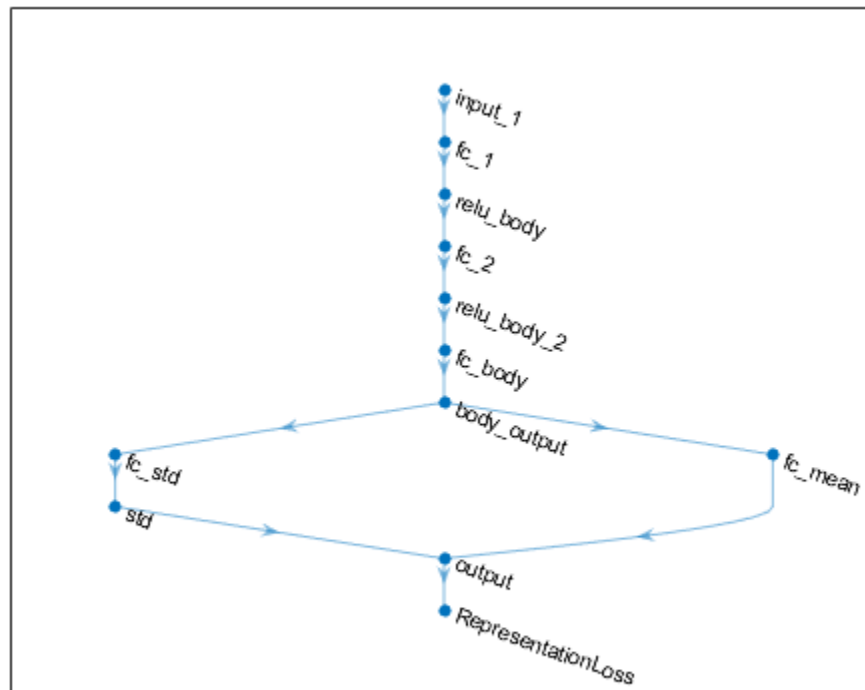 input_1
fc_1
relu_body
fc_2
relu_body_2
fc_body
body_output
fc_std
fc_mean
std
output
RepresentationLoss